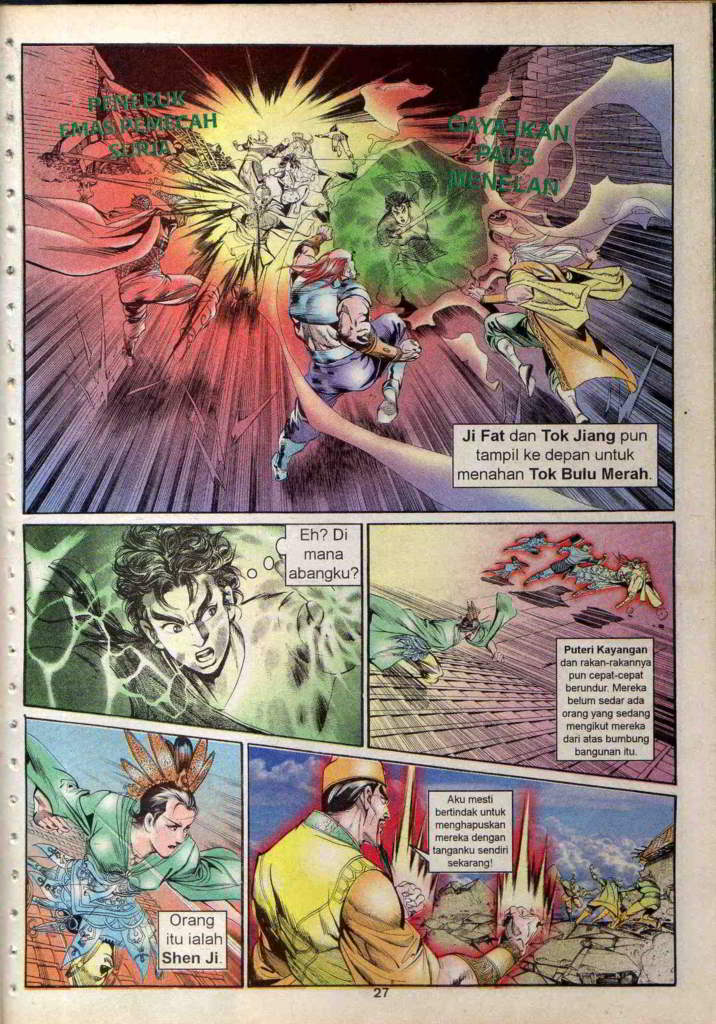 PENEBUK
EMAS PEMECAH
SURIA
GAYA IKAN
PAUS
MENELAN
Ji Fat dan Tok Jiang pun
tampil ke depan untuk
menahan Tok Bulu Merah.
Eh? Di
mana
abangku?
Puteri Kayangan
dan rakan-rakannya
pun cepat-cepat
berundur. Mereka
belum sedar ada
orang yang sedang
mengikut mereka
dari atas bumbung
bangunan itu.
Orang
itu ialah
Shen Ji.
Aku mesti
bertindak untuk
menghapuskan
mereka dengan
tanganku sendiri
sekarang!
27